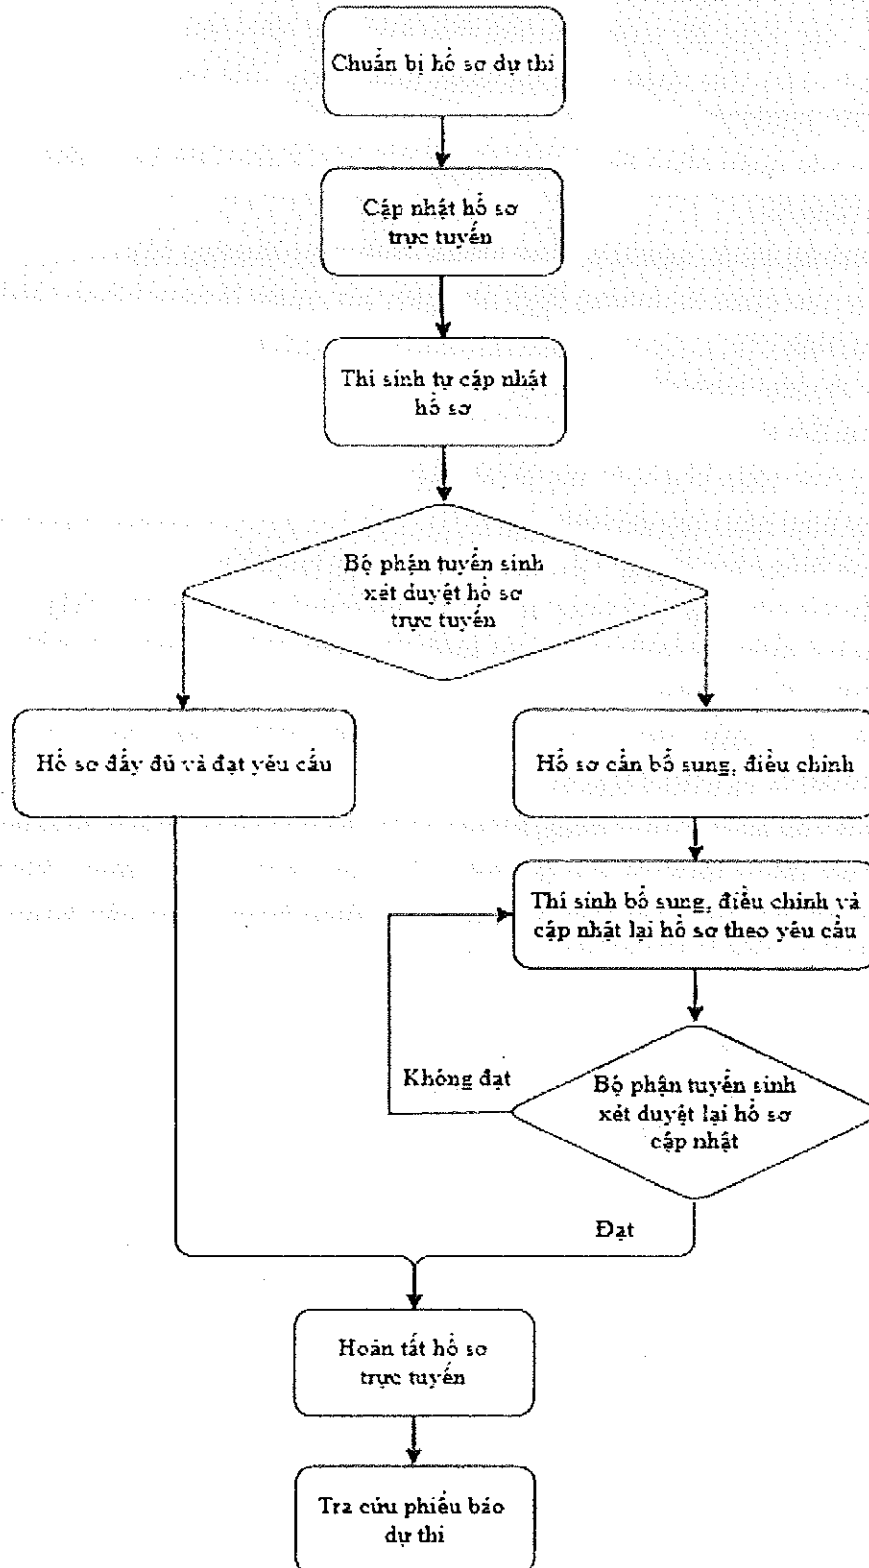 Chuẩn bị hồ sơ dự thi
Cập nhật hồ sơ
trực tuyến
Thí sinh tự cập nhật
hồ sơ
Bộ phận tuyển sinh
xét duyệt hồ sơ
trực tuyến
Hồ sơ đầy đủ và đạt yêu cầu
Hồ sơ cần bổ sung, điều chỉnh
Thí sinh bổ sung, điều chỉnh và
cập nhật lại hồ sơ theo yêu cầu
Không đạt
Bộ phận tuyển sinh
xét duyệt lại hồ sơ
cập nhật
Đạt
Hoàn tất hồ sơ
trực tuyến
Tra cứu phiếu báo
dự thi